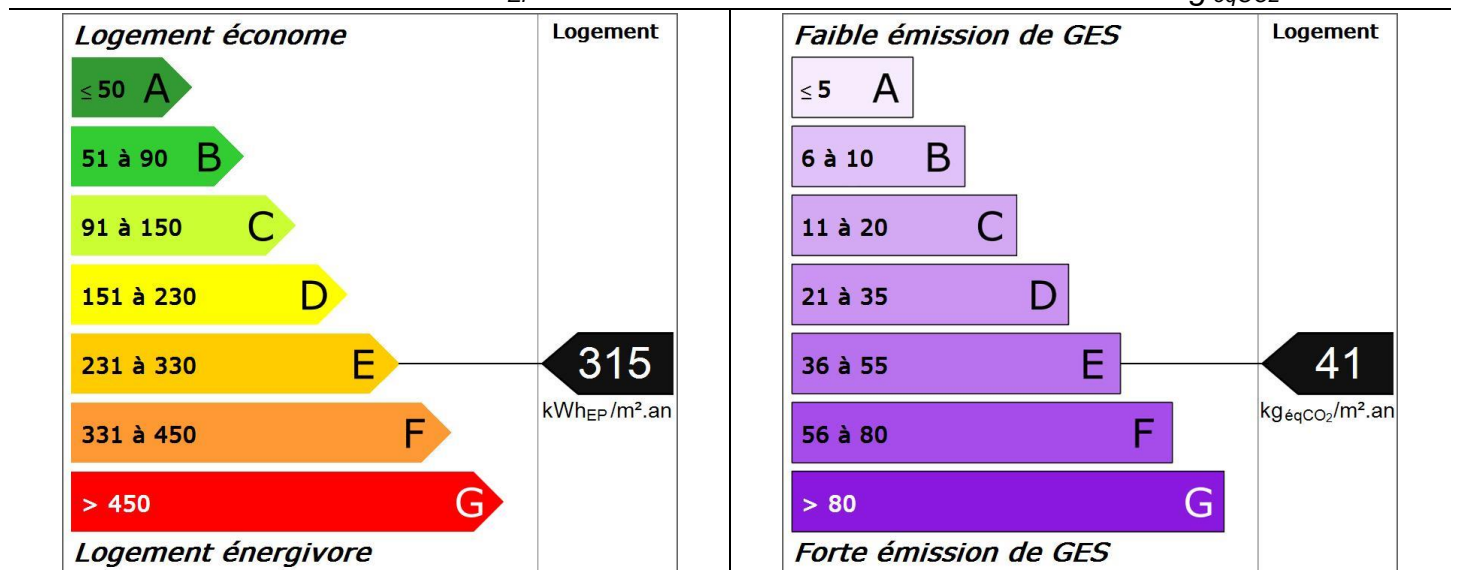 Logement économe
Logement
≤ 50 A
51 à 90 B
91 à 150 C
151 à 230 D
231 à 330 E
315
kWhEP/m².an
331 à 450 F
> 450 G
Logement énergivore
Faible émission de GES
Logement
≤ 5 A
6 à 10 B
11 à 20 C
21 à 35 D
36 à 55 E
41
kgéqCO₂/m².an
56 à 80 F
> 80 G
Forte émission de GES